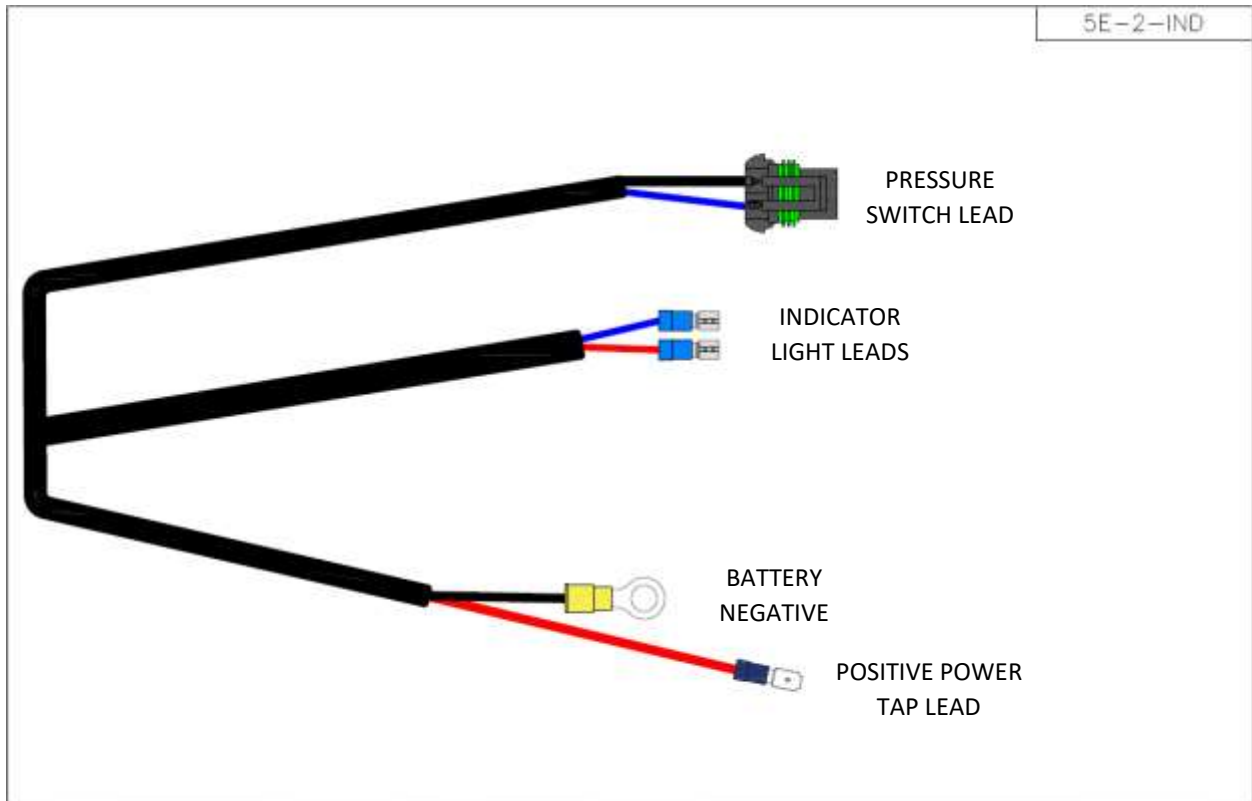 5E-2-IND
PRESSURE
SWITCH LEAD
INDICATOR
LIGHT LEADS
BATTERY
NEGATIVE
POSITIVE POWER
TAP LEAD